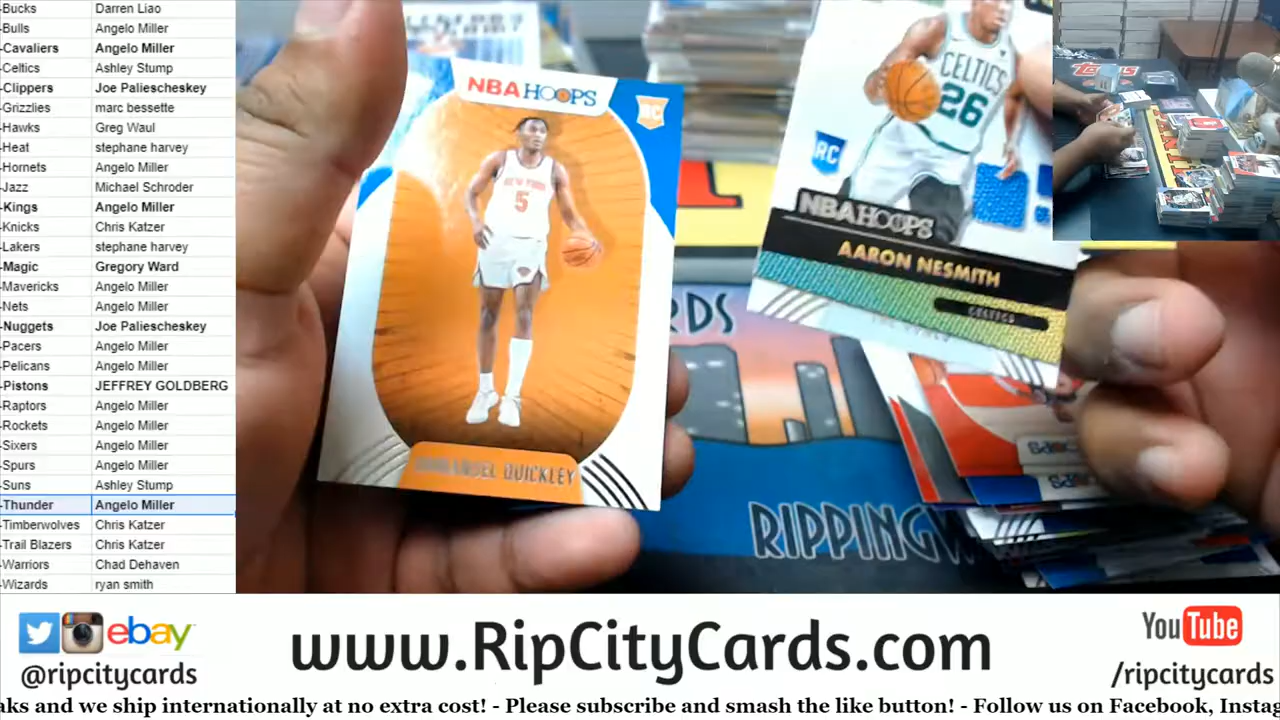 -Bucks Darren Liao
-Bulls Angelo Miller
-Cavaliers Angelo Miller
-Celtics Ashley Stump
-Clippers Joe Paliescheskey
-Grizzlies marc bessette
-Hawks Greg Waul
-Heat stephane harvey
-Hornets Angelo Miller
-Jazz Michael Schroder
-Kings Angelo Miller
-Knicks Chris Katzer
-Lakers stephane harvey
-Magic Gregory Ward
-Mavericks Angelo Miller
-Nets Angelo Miller
-Nuggets Joe Paliescheskey
-Pacers Angelo Miller
-Pelicans Angelo Miller
-Pistons JEFFREY GOLDBERG
-Raptors Angelo Miller
-Rockets Angelo Miller
-Sixers Angelo Miller
-Spurs Angelo Miller
-Suns Ashley Stump
-Thunder Angelo Miller
-Timberwolves Chris Katzer
-Trail Blazers Chris Katzer
-Warriors Chad Dehaven
-Wizards ryan smith
NBA HOOPS
RC
NEW YORK
5
QUICKLEY
CELTICS
26
RC
NBA HOOPS
AARON NESMITH
CELTICS
RDS
RIPPINGW
ebay
@ripcitycards
www.RipCityCards.com
YouTube
/ripcitycards
aks and we ship internationally at no extra cost! - Please subscribe and smash the like button! - Follow us on Facebook, Instag